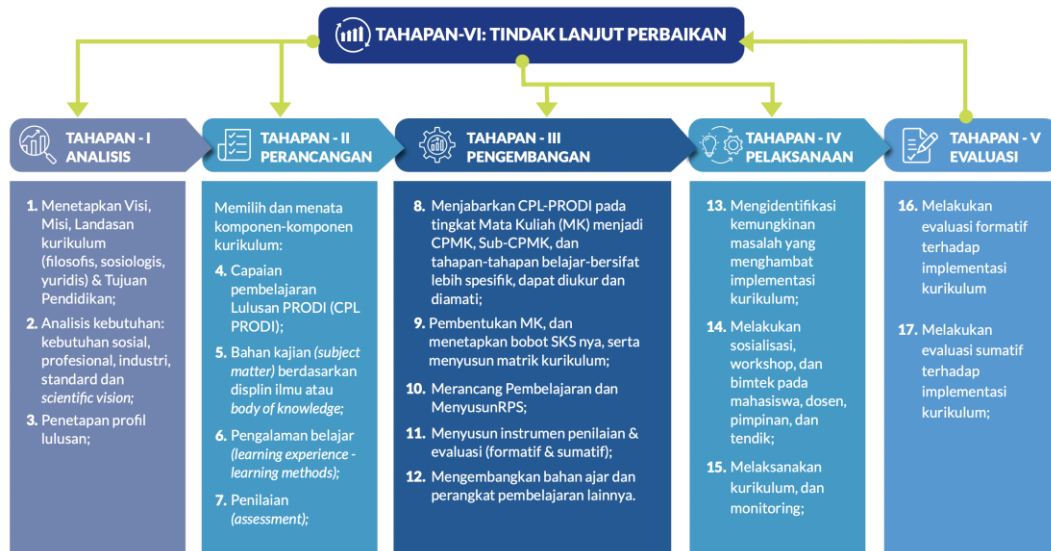 TAHAPAN-VI: TINDAK LANJUT PERBAIKAN
TAHAPAN - I
ANALISIS
1. Menetapkan Visi,
Misi, Landasan
kurikulum
(filosofis, sosiologis,
yuridis) & Tujuan
Pendidikan;
2. Analisis kebutuhan:
kebutuhan sosial,
profesional, industri,
standard dan
scientific vision;
3. Penetapan profil
lulusan;
TAHAPAN - II
PERANCANGAN
Memilih dan menata
komponen-komponen
kurikulum:
4. Capaian
pembelajaran
Lulusan PRODI (CPL
PRODI);
5. Bahan kajian (subject
matter) berdasarkan
displin ilmu atau
body of knowledge;
6. Pengalaman belajar
(learning experience -
learning methods);
7. Penilaian
(assessment);
TAHAPAN - III
PENGEMBANGAN
8. Menjabarkan CPL-PRODI pada
tingkat Mata Kuliah (MK) menjadi
CPMK, Sub-CPMK, dan
tahapan-tahapan belajar-bersifat
lebih spesifik, dapat diukur dan
diamati;
9. Pembentukan MK, dan
menetapkan bobot SKS nya, serta
menyusun matrik kurikulum;
10. Merancang Pembelajaran dan
MenyusunRPS;
11. Menyusun instrumen penilaian &
evaluasi (formatif & sumatif);
12. Mengembangkan bahan ajar dan
perangkat pembelajaran lainnya.
TAHAPAN - IV
PELAKSANAAN
13. Mengidentifikasi
kemungkinan
masalah yang
menghambat
implementasi
kurikulum;
14. Melakukan
sosialisasi,
workshop, dan
bimtek pada
mahasiswa, dosen,
pimpinan, dan
tendik;
15. Melaksanakan
kurikulum, dan
monitoring;
TAHAPAN - V
EVALUASI
16. Melakukan
evaluasi formatif
terhadap
implementasi
kurikulum
17. Melakukan
evaluasi sumatif
terhadap
implementasi
kurikulum;